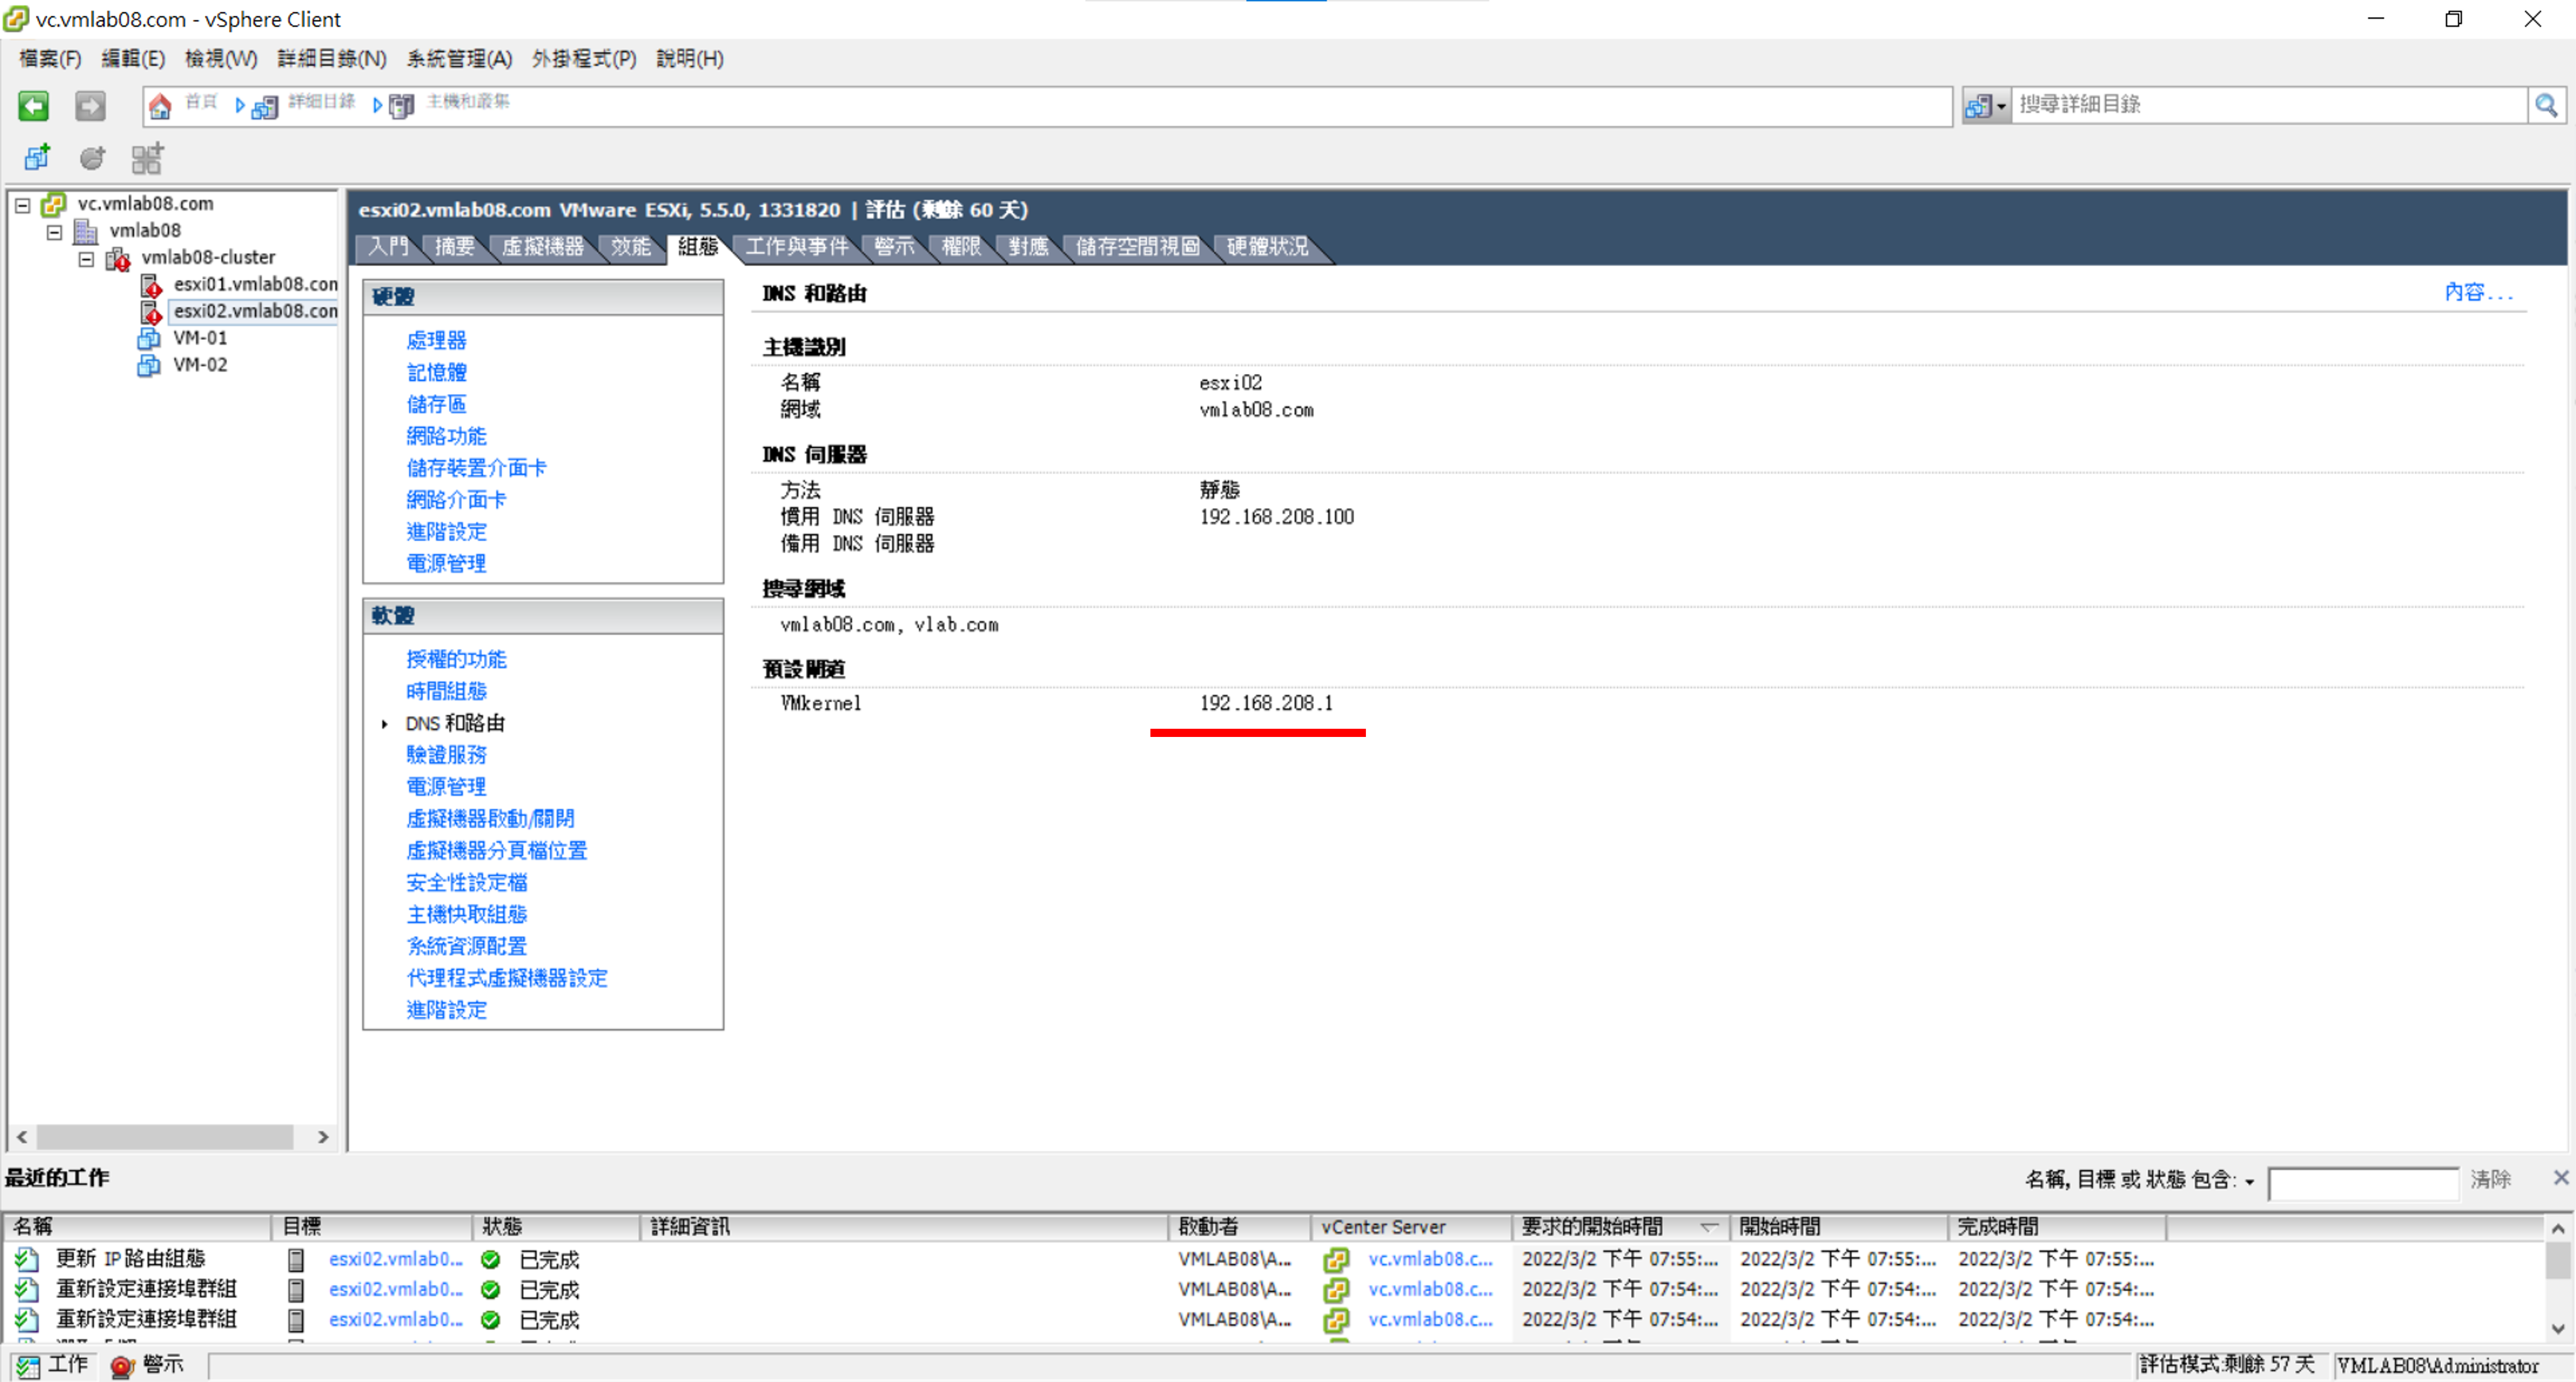 vc.vmlab08.com - vSphere Client
檔案(F) 編輯(E) 檢視(W) 詳細目錄(N) 系統管理(A) 外掛程式(P) 說明(H)
首頁 詳細目錄 主機和叢集
搜尋詳細目錄
vc.vmlab08.com
vmlab08
vmlab08-cluster
esxi01.vmlab08.con
esxi02.vmlab08.con
VM-01
VM-02
esxi02.vmlab08.com VMware ESXi, 5.5.0, 1331820 | 評估 (剩餘 60 天)
入門 摘要 虛擬機器 效能 組態 工作與事件 警示 權限 對應 儲存空間視圖 硬體狀況
硬體
處理器
記憶體
儲存區
網路功能
儲存裝置介面卡
網路介面卡
進階設定
電源管理
軟體
授權的功能
時間組態
DNS 和路由
驗證服務
電源管理
虛擬機器啟動/關閉
虛擬機器分頁檔位置
安全性設定檔
主機快取組態
系統資源配置
代理程式虛擬機器設定
進階設定
DNS 和路由
內容...
主機識別
名稱 esxi02
網域 vmlab08.com
DNS 伺服器
方法 靜態
慣用 DNS 伺服器 192.168.208.100
備用 DNS 伺服器
搜尋網域
vmlab08.com, vlab.com
預設閘道
VMkernel 192.168.208.1
最近的工作
名稱, 目標 或 狀態 包含: 清除
名稱 目標 狀態 詳細資訊 啟動者 vCenter Server 要求的開始時間 開始時間 完成時間
更新 IP 路由組態 esxi02.vmlab0... 已完成 VMLAB08\A... vc.vmlab08.c... 2022/3/2 下午 07:55:... 2022/3/2 下午 07:55:... 2022/3/2 下午 07:55:...
重新設定連接埠群組 esxi02.vmlab0... 已完成 VMLAB08\A... vc.vmlab08.c... 2022/3/2 下午 07:54:... 2022/3/2 下午 07:54:... 2022/3/2 下午 07:54:...
重新設定連接埠群組 esxi02.vmlab0... 已完成 VMLAB08\A... vc.vmlab08.c... 2022/3/2 下午 07:54:... 2022/3/2 下午 07:54:... 2022/3/2 下午 07:54:...
工作 警示
評估模式:剩餘 57 天 VMLAB08\Administrator